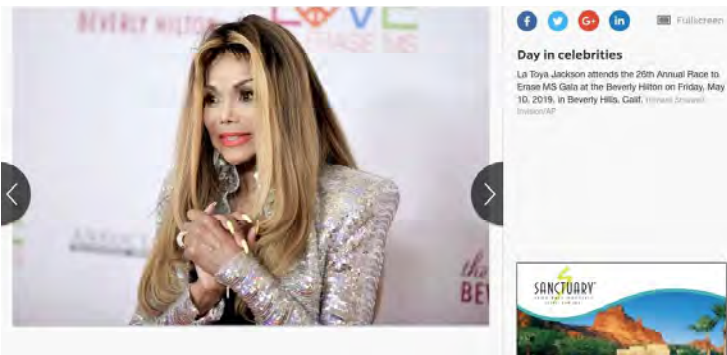 BEVERLY HILTON
LOVE
ERASE MS
the
BEV
Fullscreen
Day in celebrities
La Toya Jackson attends the 26th Annual Race to
Erase MS Gala at the Beverly Hilton on Friday, May
10, 2019, in Beverly Hills, Calif.
Invision/AP
SANCTUARY